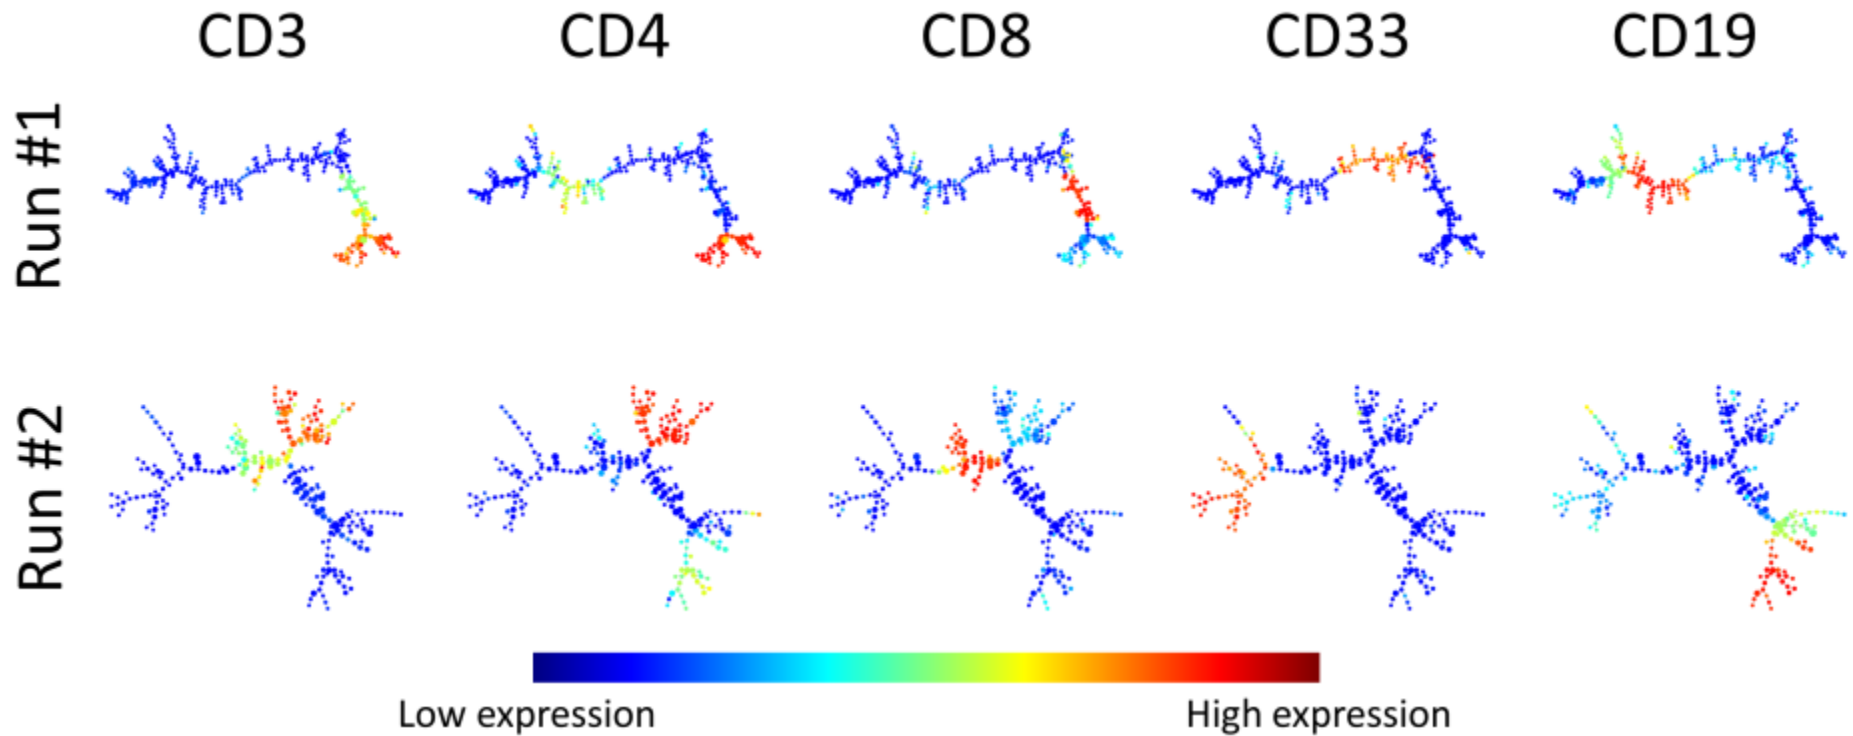 CD3 CD4 CD8 CD33 CD19
Run #1
Run #2
Low expression High expression